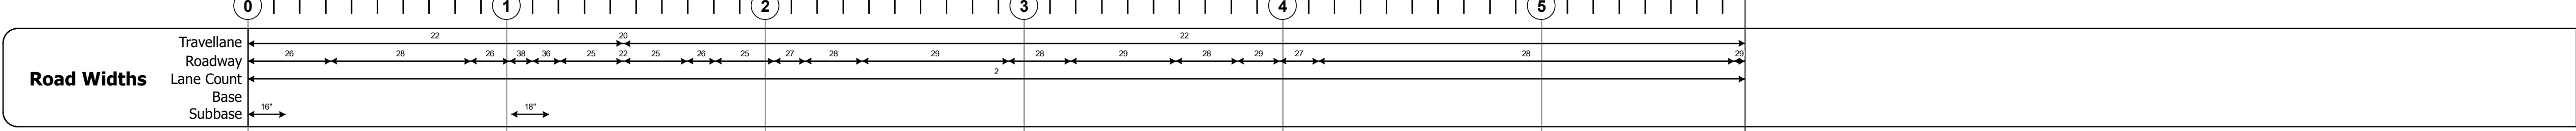 0 1 2 3 4 5
Travellane 22 20 22
Roadway 26 28 26 38 36 25 22 25 26 25 27 28 29 28 29 28 29 27 28 29
Road Widths
Lane Count 2
Base
Subbase 16" 18"